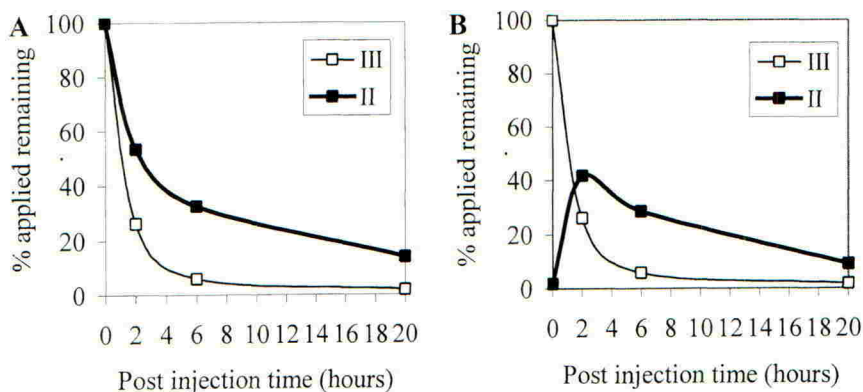 A
% applied remaining
100
80
60
40
20
0
III
II
0 2 4 6 8 10 12 14 16 18 20
Post injection time (hours)
B
% applied remaining
100
80
60
40
20
0
III
II
0 2 4 6 8 10 12 14 16 18 20
Post injection time (hours)